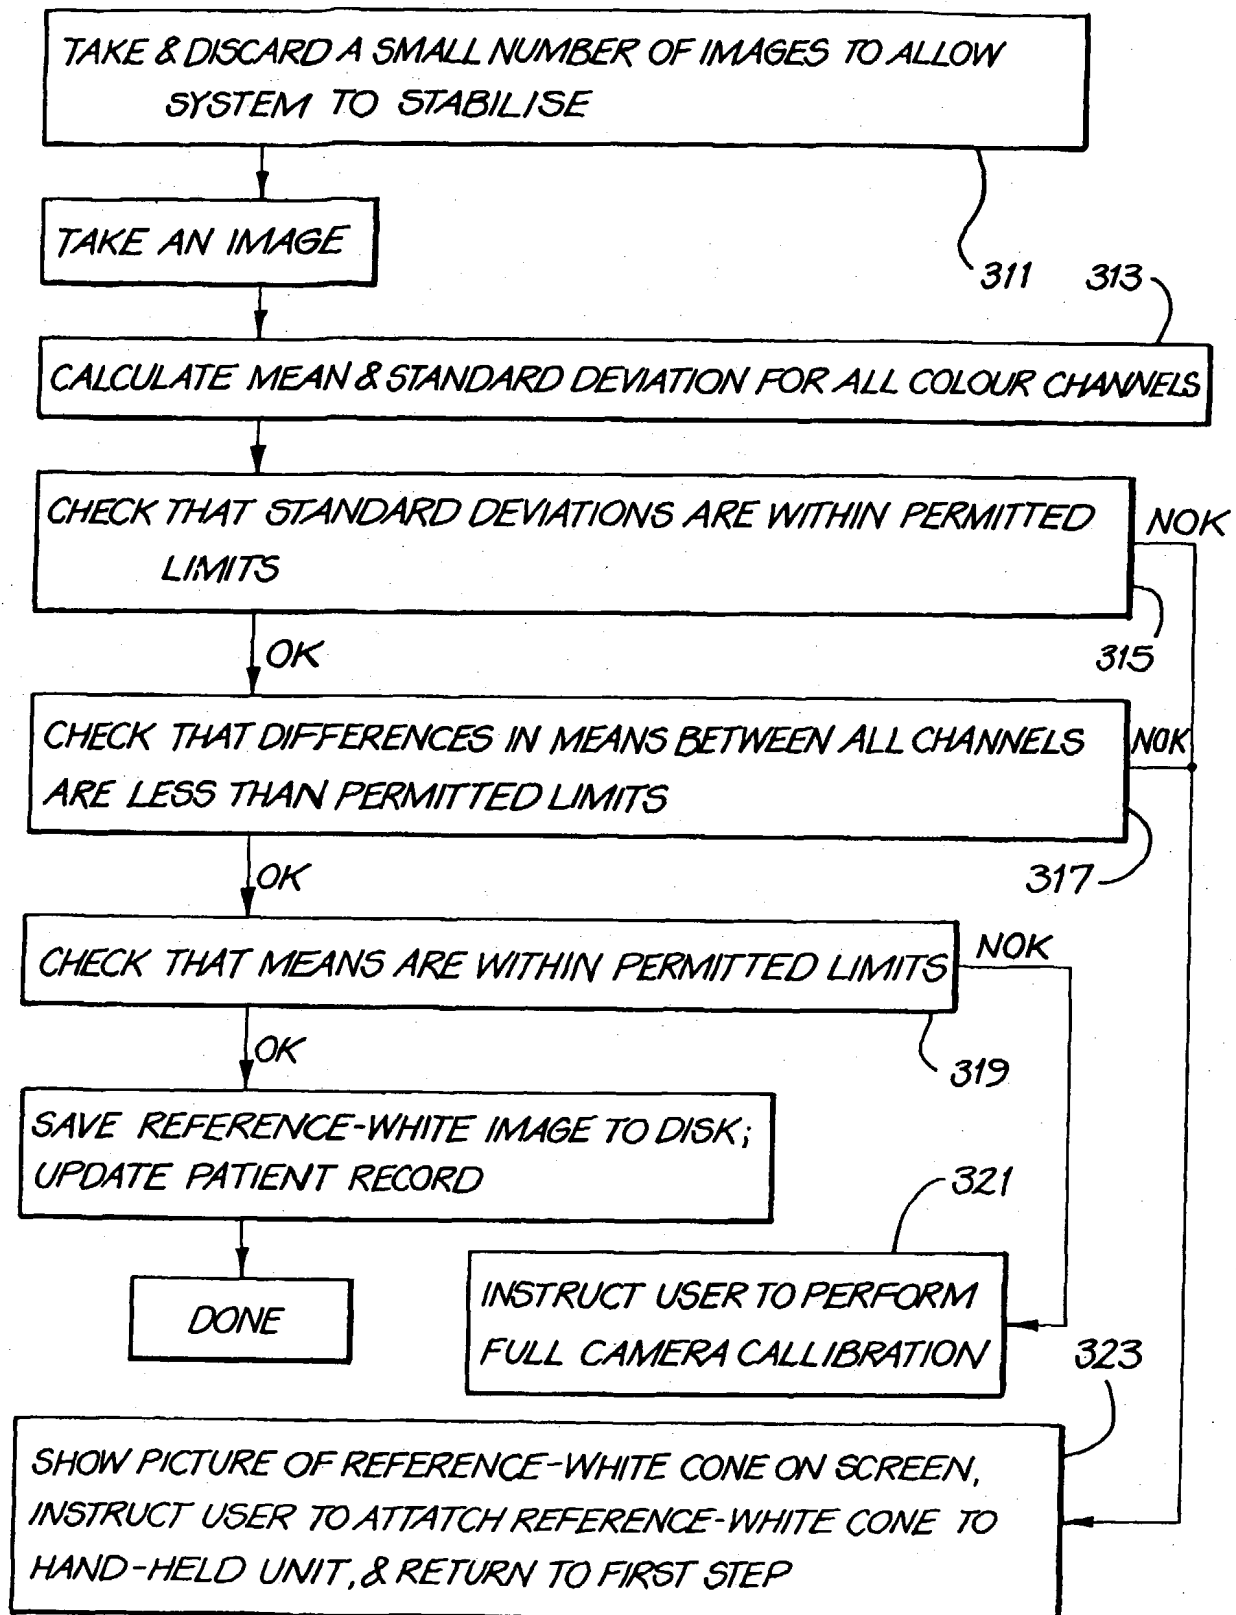 TAKE & DISCARD A SMALL NUMBER OF IMAGES TO ALLOW
SYSTEM TO STABILISE
TAKE AN IMAGE
311
313
CALCULATE MEAN & STANDARD DEVIATION FOR ALL COLOUR CHANNELS
CHECK THAT STANDARD DEVIATIONS ARE WITHIN PERMITTED
LIMITS
NOK
315
OK
CHECK THAT DIFFERENCES IN MEANS BETWEEN ALL CHANNELS
ARE LESS THAN PERMITTED LIMITS
NOK
317
OK
CHECK THAT MEANS ARE WITHIN PERMITTED LIMITS
NOK
319
OK
SAVE REFERENCE-WHITE IMAGE TO DISK;
UPDATE PATIENT RECORD
321
DONE
INSTRUCT USER TO PERFORM
FULL CAMERA CALLIBRATION
323
SHOW PICTURE OF REFERENCE-WHITE CONE ON SCREEN,
INSTRUCT USER TO ATTATCH REFERENCE-WHITE CONE TO
HAND-HELD UNIT, & RETURN TO FIRST STEP